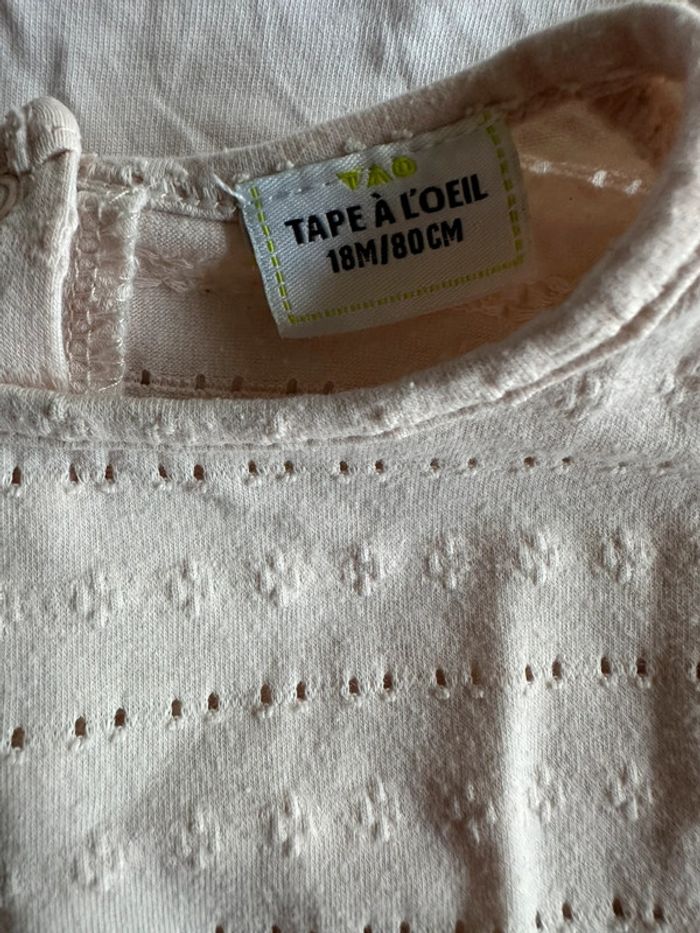 TAO
TAPE À L'OEIL
18M/80CM